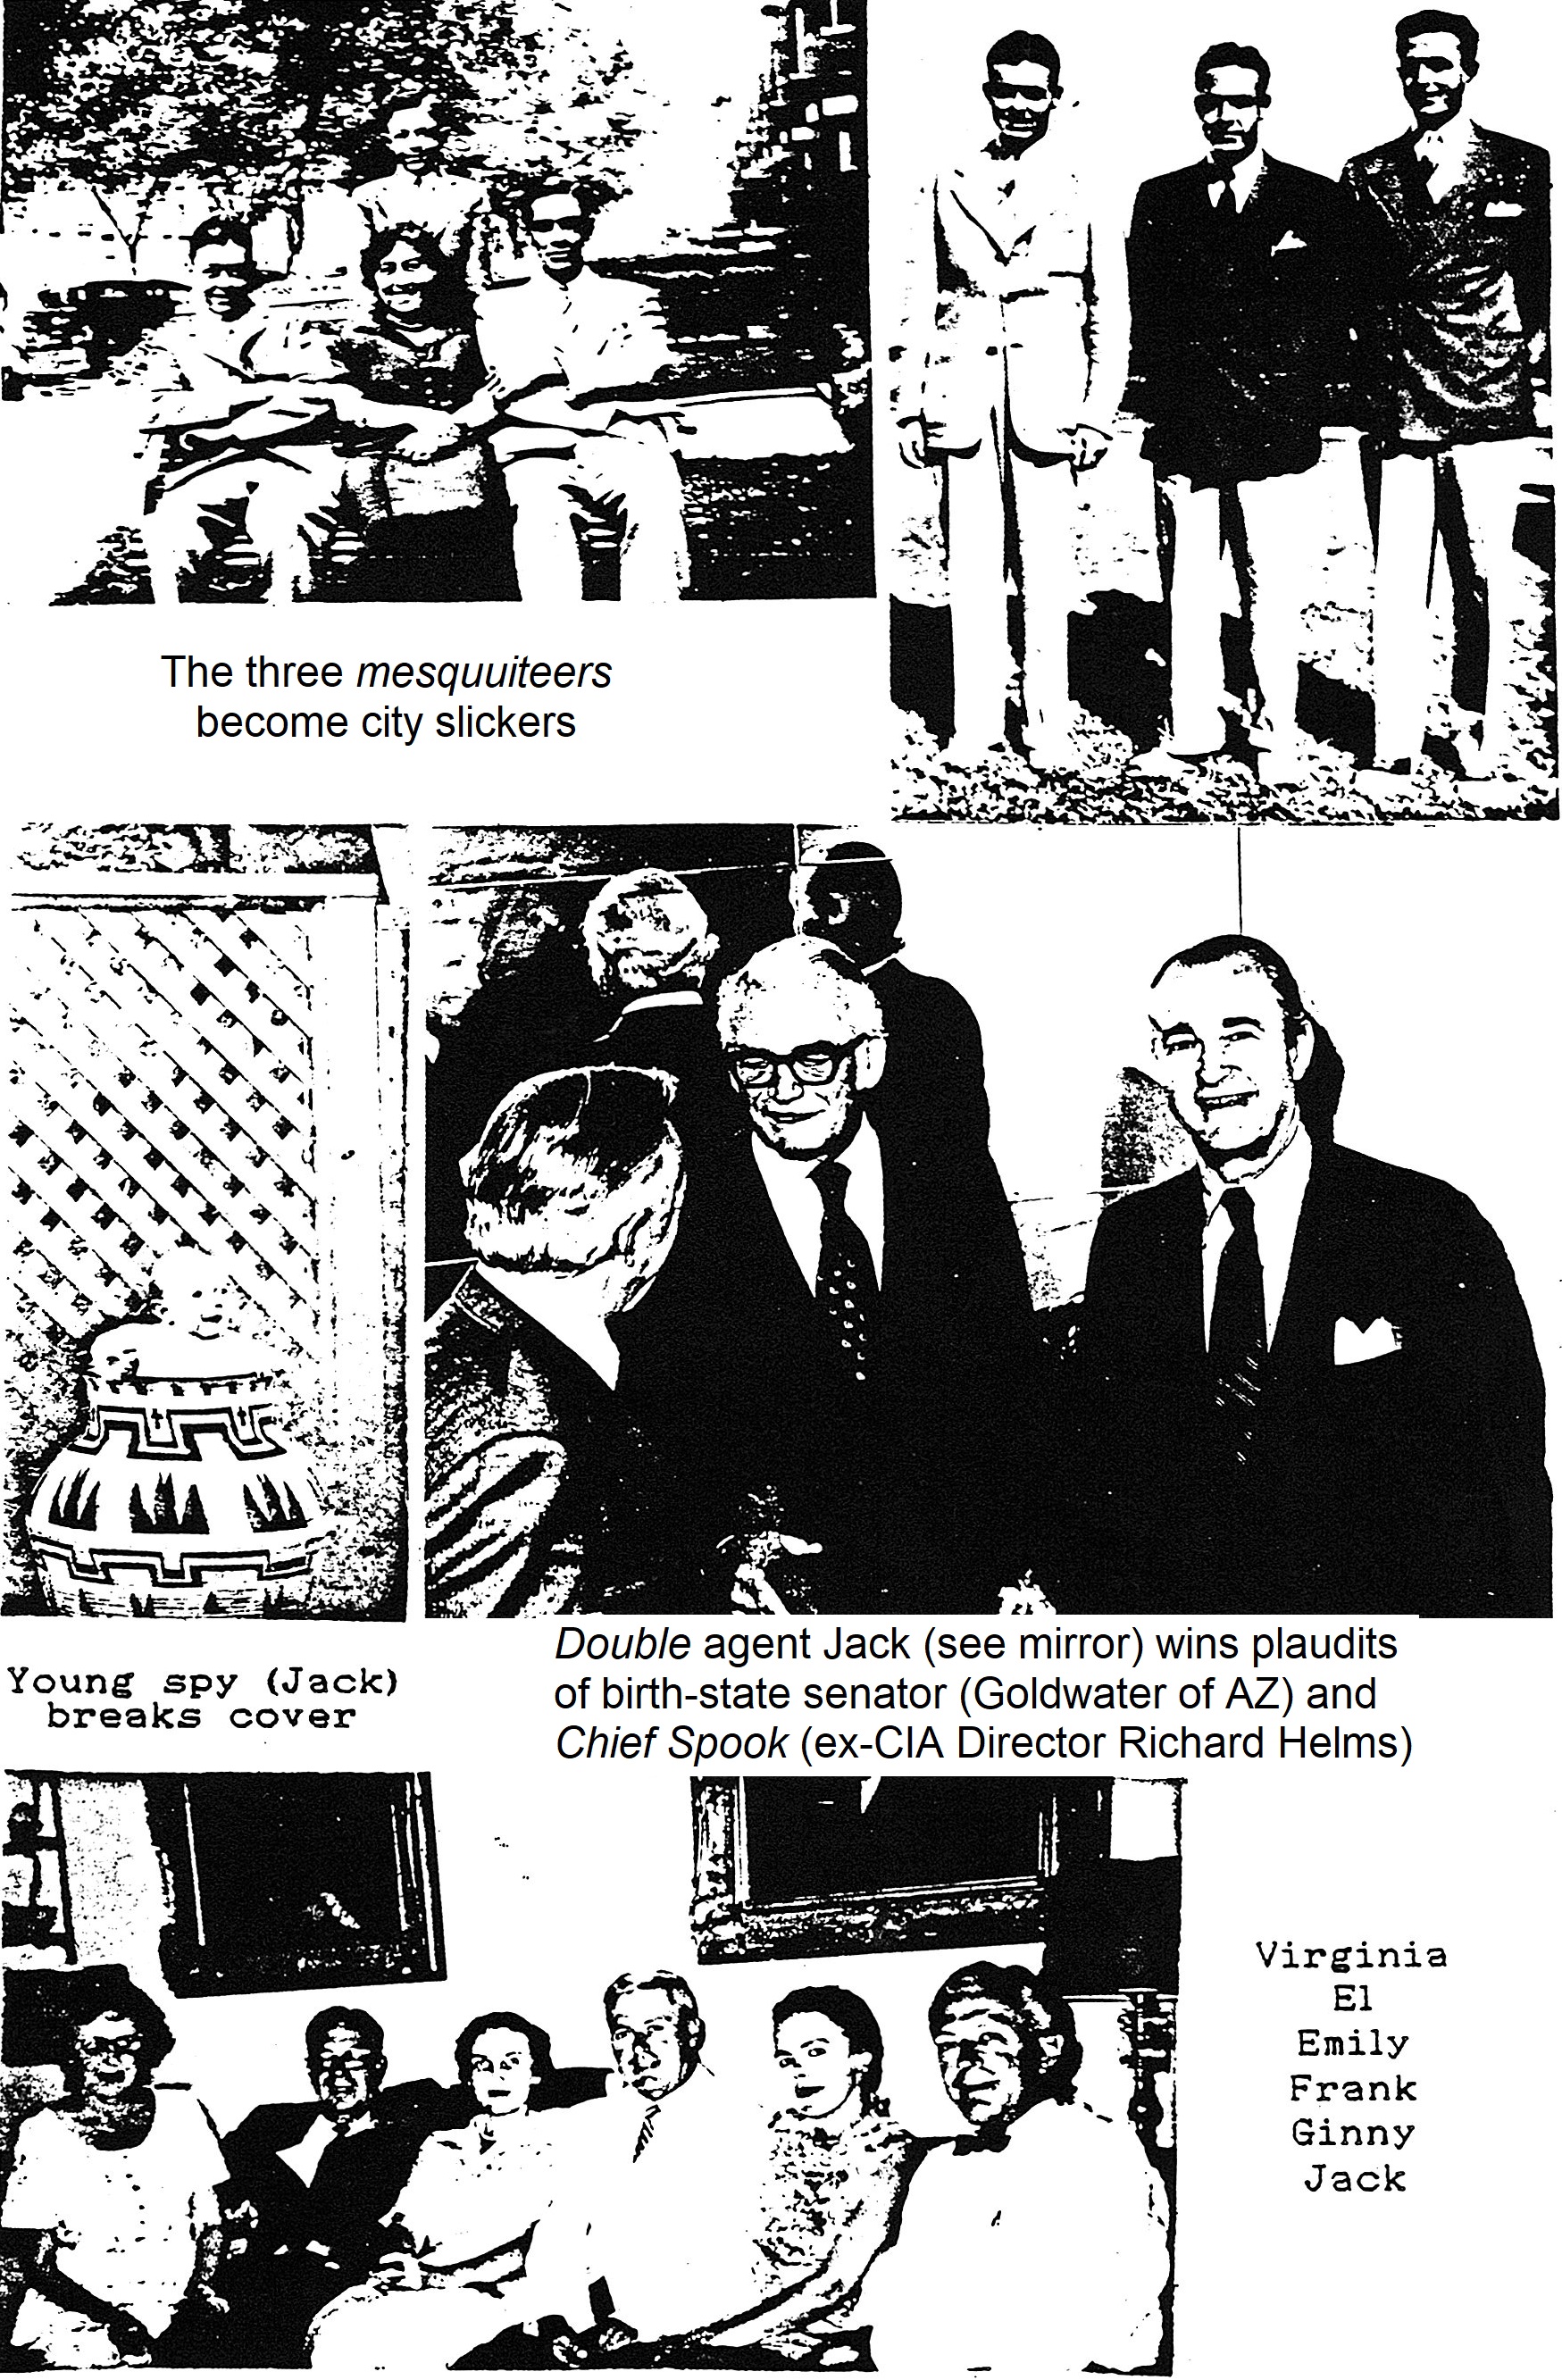 The three mesquuiteers
become city slickers
Double agent Jack (see mirror) wins plaudits
of birth-state senator (Goldwater of AZ) and
Chief Spook (ex-CIA Director Richard Helms)
Young spy (Jack)
breaks cover
Virginia
El
Emily
Frank
Ginny
Jack